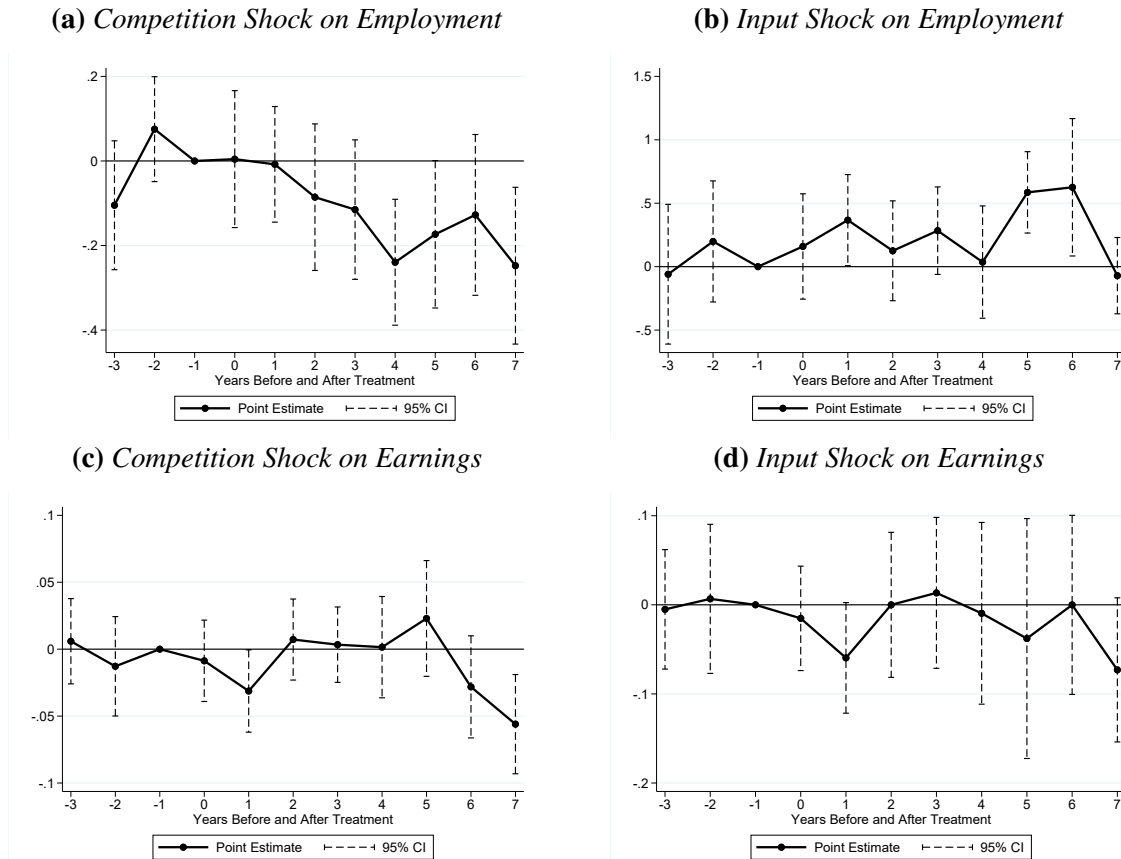 (a) Competition Shock on Employment
.2
0
-.2
-.4
-3 -2 -1 0 1 2 3 4 5 6 7
Years Before and After Treatment
Point Estimate 95% CI
(b) Input Shock on Employment
1.5
1
.5
0
-.5
-3 -2 -1 0 1 2 3 4 5 6 7
Years Before and After Treatment
Point Estimate 95% CI
(c) Competition Shock on Earnings
.1
.05
0
-.05
-.1
-3 -2 -1 0 1 2 3 4 5 6 7
Years Before and After Treatment
Point Estimate 95% CI
(d) Input Shock on Earnings
.1
0
-.1
-.2
-3 -2 -1 0 1 2 3 4 5 6 7
Years Before and After Treatment
Point Estimate 95% CI